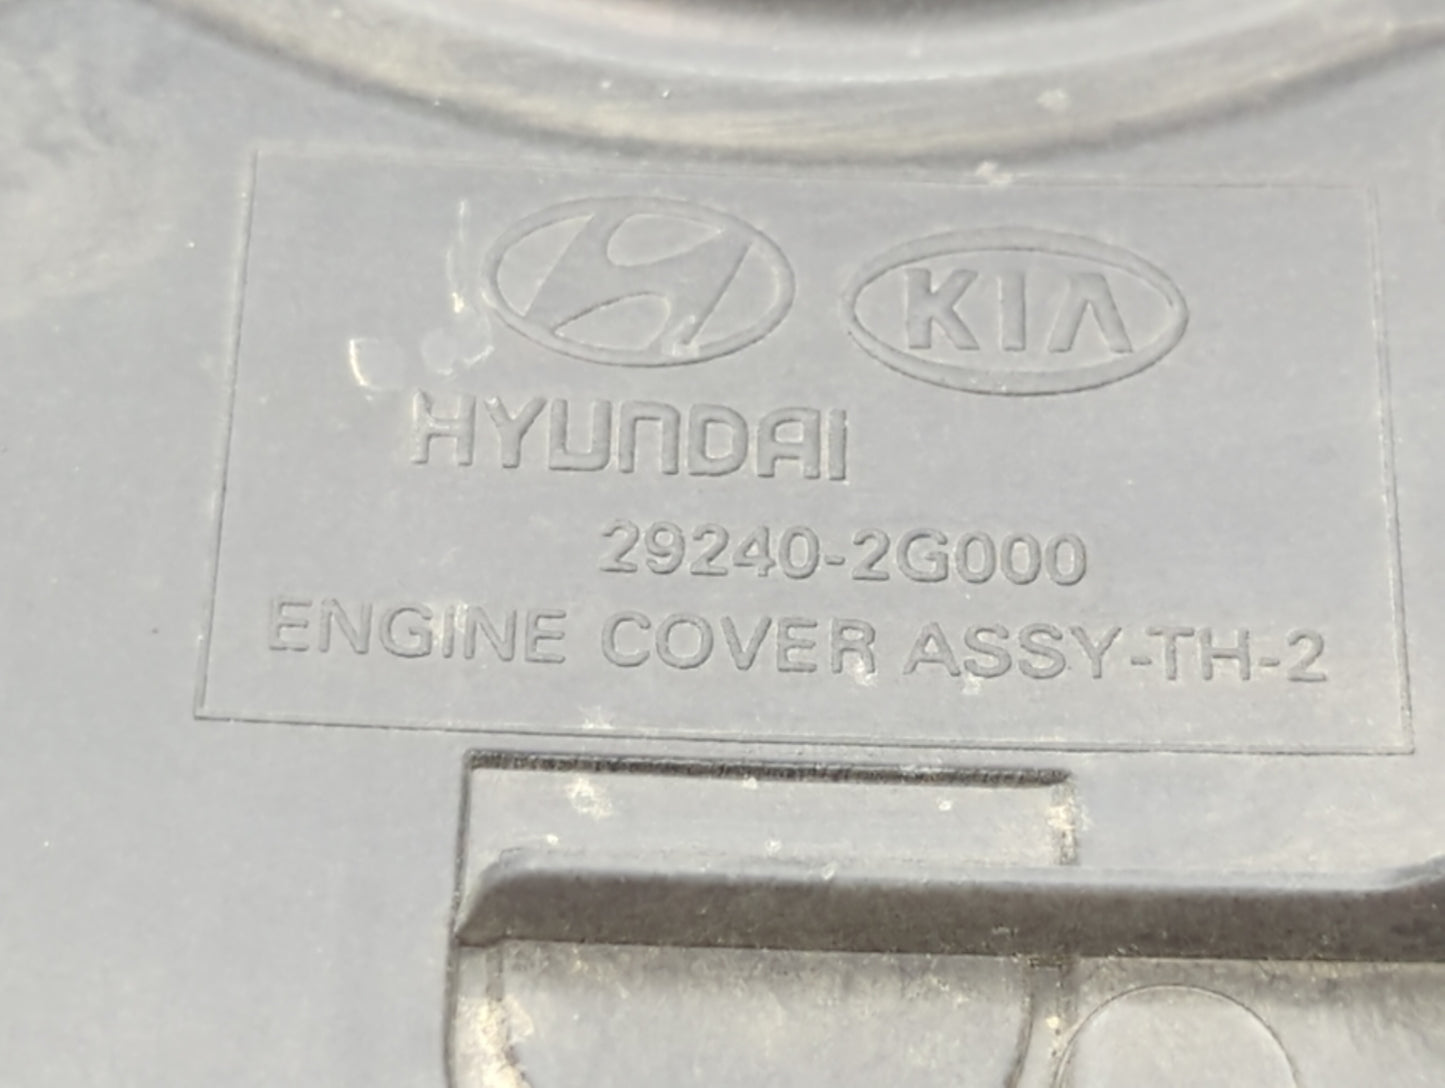 KIA
HYUNDAI
29240-2G000
ENGINE COVER ASSY-TH-2